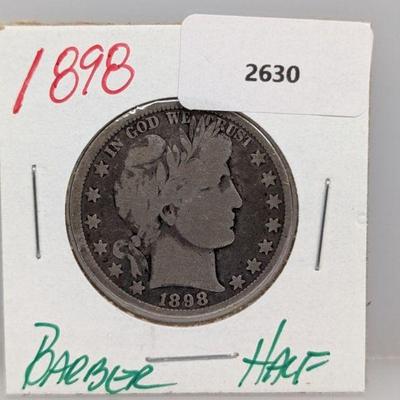 1898
2630
IN GOD WE TRUST
1898
BARBER HALF